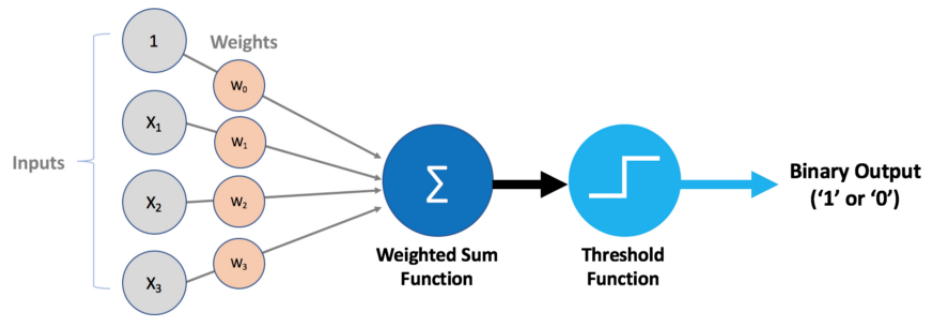 1
Weights
W₀
X₁
W₁
Inputs
X₂
W₂
X₃
W₃
Σ
Weighted Sum
Function
Threshold
Function
Binary Output
(‘1’ or ‘0’)